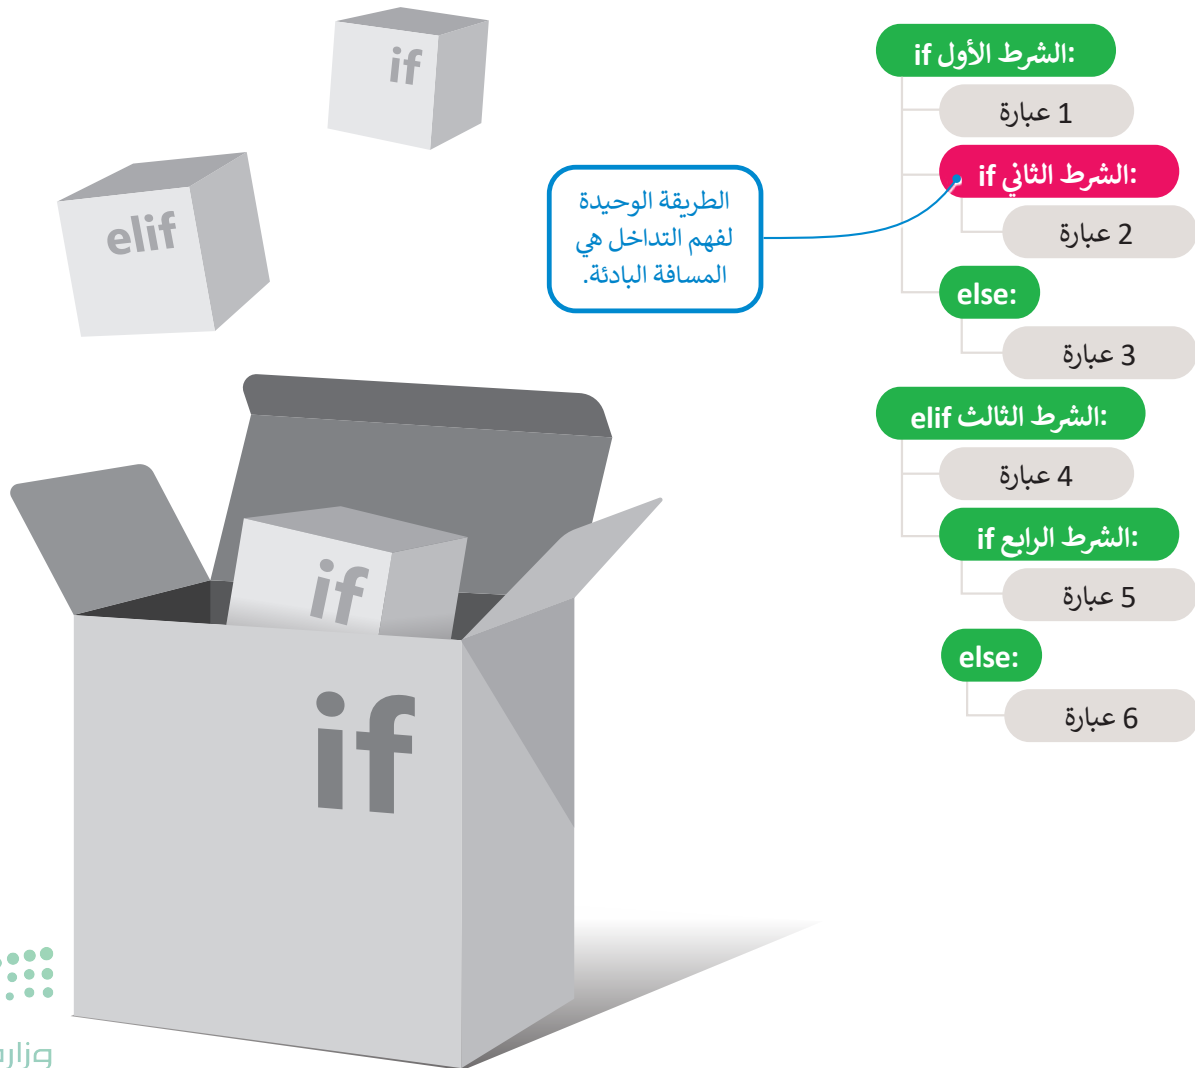 if
elif
if
if
الطريقة الوحيدة
لفهم التداخل هي
المسافة البادئة.
if الشرط الأول:
1 عبارة
if الشرط الثاني:
2 عبارة
else:
3 عبارة
elif الشرط الثالث:
4 عبارة
if الشرط الرابع:
5 عبارة
else:
6 عبارة